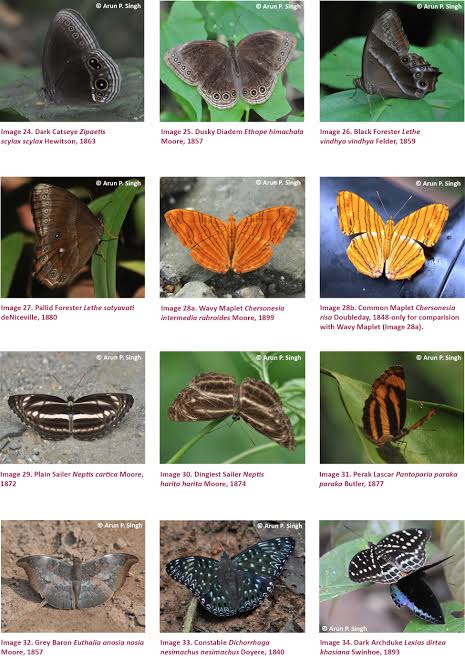 © Arun P. Singh
© Arun P. Singh
© Arun P. Singh
Image 24. Dark Catseye Zipaetis
scylax scylax Hewitson, 1863
Image 25. Dusky Diadem Ethope himachala
Moore, 1857
Image 26. Black Forester Lethe
vindhya vindhya Felder, 1859
© Arun P. Singh
© Arun P. Singh
© Arun P. Singh
Image 27. Pallid Forester Lethe satyavati
deNiceville, 1880
Image 28a. Wavy Maplet Chersonesia
intermedia rahroides Moore, 1899
Image 28b. Common Maplet Chersonesia
risa Doubleday, 1848-only for comparision
with Wavy Maplet (Image 28a).
© Arun P. Singh
© Arun P. Singh
© Arun P. Singh
Image 29. Plain Sailer Neptis cartica Moore,
1872
Image 30. Dingiest Sailer Neptis
harita harita Moore, 1874
Image 31. Perak Lascar Pantoporia paraka
paraka Butler, 1877
© Arun P. Singh
© Arun P. Singh
© Arun P. Singh
Image 32. Grey Baron Euthalia anosia nosia
Moore, 1857
Image 33. Constable Dichorrhaga
nesimachus nesimachus Doyere, 1840
Image 34. Dark Archduke Lexias dirtea
khasiana Swinhoe, 1893